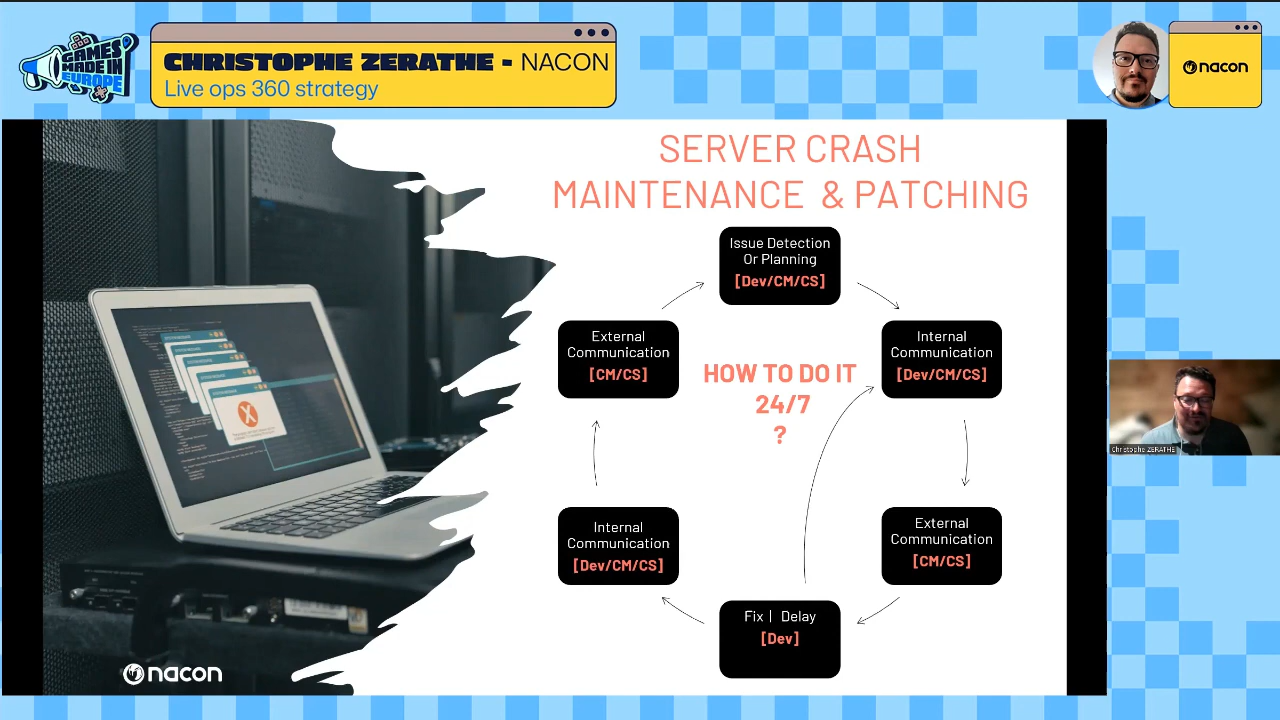 GAMES
MADE IN
EUROPE
CHRISTOPHE ZERATHE - NACON
Live ops 360 strategy
nacon
SERVER CRASH
MAINTENANCE & PATCHING
Issue Detection
Or Planning
[Dev/CM/CS]
External
Communication
[CM/CS]
HOW TO DO IT
24/7
?
Internal
Communication
[Dev/CM/CS]
Internal
Communication
[Dev/CM/CS]
External
Communication
[CM/CS]
Fix | Delay
[Dev]
nacon
Christophe ZERATHE